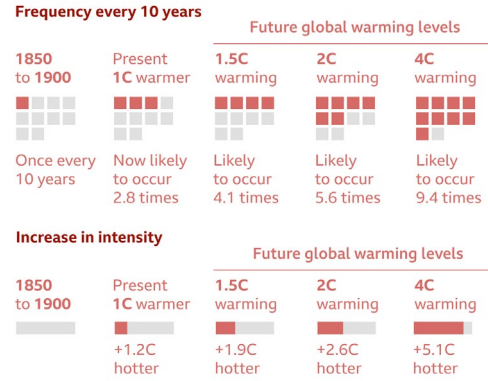 Frequency every 10 years
Future global warming levels
1850
to 1900
Present
1C warmer
1.5C
warming
2C
warming
4C
warming
Once every
10 years
Now likely
to occur
2.8 times
Likely
to occur
4.1 times
Likely
to occur
5.6 times
Likely
to occur
9.4 times
Increase in intensity
Future global warming levels
1850
to 1900
Present
1C warmer
1.5C
warming
2C
warming
4C
warming
+1.2C
hotter
+1.9C
hotter
+2.6C
hotter
+5.1C
hotter